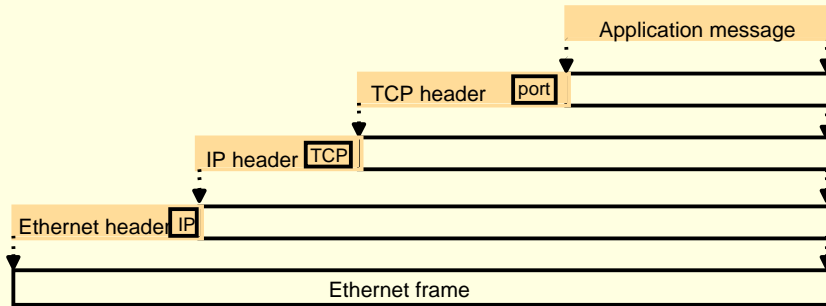 Application message
TCP header port
IP header TCP
Ethernet header IP
Ethernet frame